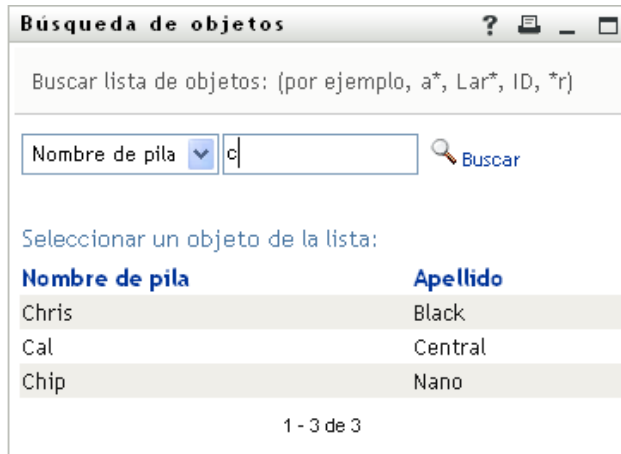 Búsqueda de objetos ?
Buscar lista de objetos: (por ejemplo, a*, Lar*, ID, *r)
Nombre de pila c Buscar
Seleccionar un objeto de la lista:
Nombre de pila Apellido
Chris Black
Cal Central
Chip Nano
1 - 3 de 3